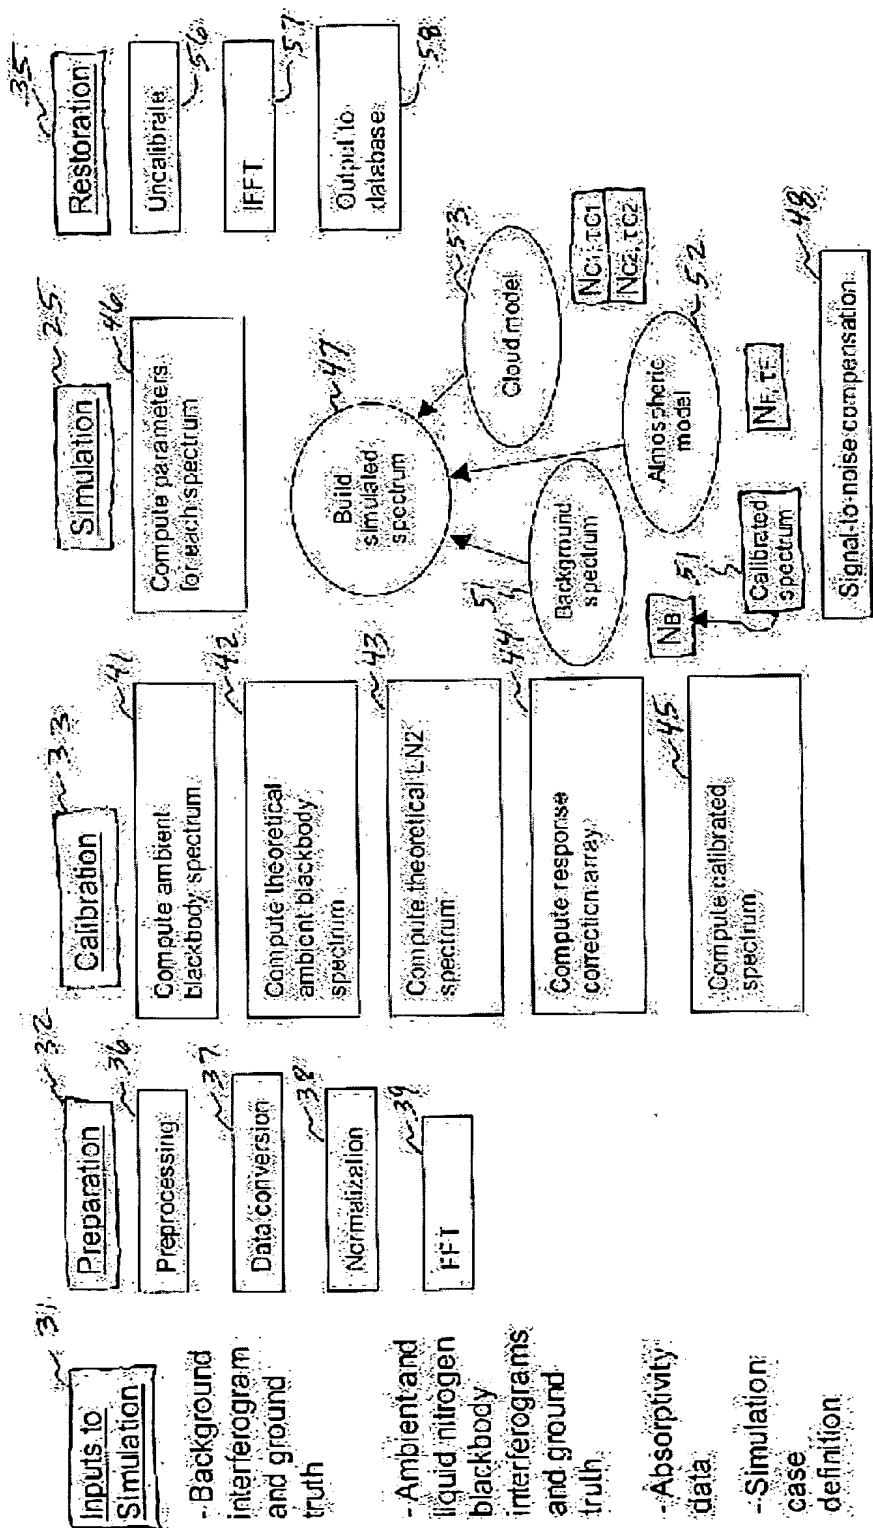 Inputs to
Simulation
31
- Background
interferogram
and ground
truth
- Ambient and
liquid nitrogen
blackbody
interferograms
and ground
truth
- Absorptivity
data
- Simulation
case
definition
Preparation
32
Preprocessing
36
Data conversion
37
Normalization
38
FFT
39
Calibration
33
Compute ambient
blackbody spectrum
41
Compute theoretical
ambient blackbody
spectrum
42
Compute theoretical LN2
spectrum
43
Compute response
correction array
44
Compute calibrated
spectrum
45
Simulation
25
Compute parameters
for each spectrum
46
Build
simulated
spectrum
47
Background
spectrum
51
Atmospheric
model
52
Cloud model
53
NB
Calibrated
spectrum
51
NF, τF
NC1, τC1
NC2, τC2
Signal-to-noise compensation
48
Restoration
35
Uncalibrate
56
IFFT
57
Output to
database
58